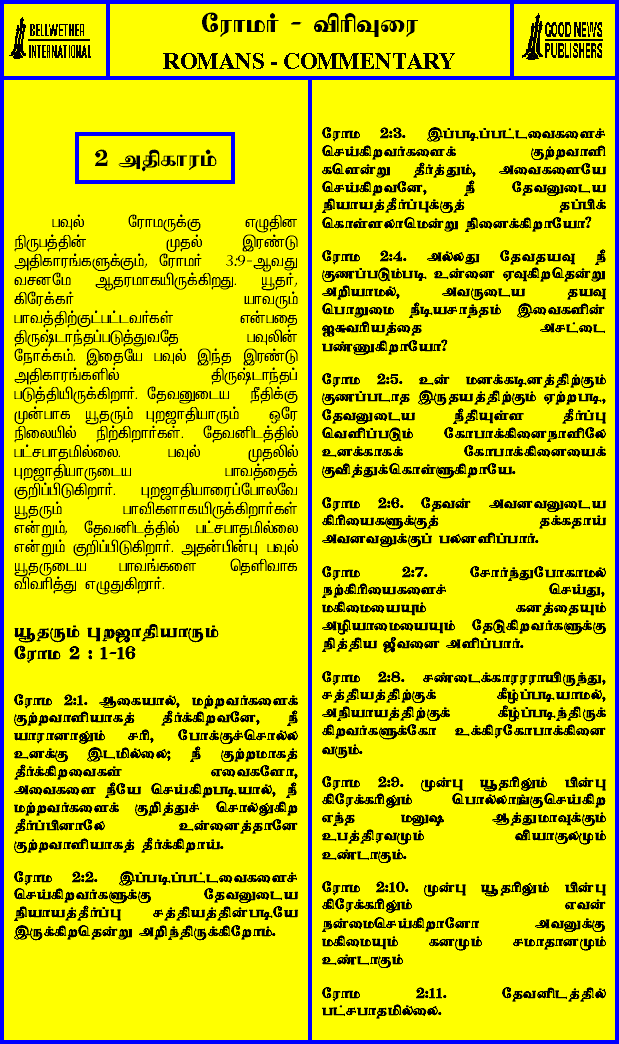 BELLWETHER
INTERNATIONAL
ரோமர் - விரிவுரை
ROMANS - COMMENTARY
GOOD NEWS
PUBLISHERS
2 அதிகாரம்
பவுல் ரோமருக்கு எழுதின
நிருபத்தின் முதல் இரண்டு
அதிகாரங்களுக்கும், ரோமர் 3:9-ஆவது
வசனமே ஆதரமாகயிருக்கிறது. யூதர்,
கிரேக்கர் யாவரும்
பாவத்திற்குட்பட்டவர்கள் என்பதை
திருஷ்டாந்தப்படுத்துவதே பவுலின்
நோக்கம். இதையே பவுல் இந்த இரண்டு
அதிகாரங்களில் திருஷ்டாந்தப்
படுத்தியிருக்கிறார். தேவனுடைய நீதிக்கு
முன்பாக யூதரும் புறஜாதியாரும் ஒரே
நிலையில் நிற்கிறார்கள். தேவனிடத்தில்
பட்சபாதமில்லை. பவுல் முதலில்
புறஜாதியாருடைய பாவத்தைக்
குறிப்பிடுகிறார். புறஜாதியாரைப்போலவே
யூதரும் பாவிகளாகயிருக்கிறார்கள்
என்றும், தேவனிடத்தில் பட்சபாதமில்லை
என்றும் குறிப்பிடுகிறார். அதன்பின்பு பவுல்
யூதருடைய பாவங்களை தெளிவாக
விவரித்து எழுதுகிறார்.
யூதரும் புறஜாதியாரும்
ரோம 2 : 1-16
ரோம 2:1. ஆகையால், மற்றவர்களைக்
குற்றவாளியாகத் தீர்க்கிறவனே, நீ
யாரானாலும் சரி, போக்குச்சொல்ல
உனக்கு இடமில்லை; நீ குற்றமாகத்
தீர்க்கிறவைகள் எவைகளோ,
அவைகளை நீயே செய்கிறபடியால், நீ
மற்றவர்களைக் குறித்துச் சொல்லுகிற
தீர்ப்பினாலே உன்னைத்தானே
குற்றவாளியாகத் தீர்க்கிறாய்.
ரோம 2:2. இப்படிப்பட்டவைகளைச்
செய்கிறவர்களுக்கு தேவனுடைய
நியாயத்தீர்ப்பு சத்தியத்தின்படியே
இருக்கிறதென்று அறிந்திருக்கிறோம்.
ரோம 2:3. இப்படிப்பட்டவைகளைச்
செய்கிறவர்களைக் குற்றவாளி
களென்று தீர்த்தும், அவைகளையே
செய்கிறவனே, நீ தேவனுடைய
நியாயத்தீர்ப்புக்குத் தப்பிக்
கொள்ளலாமென்று நினைக்கிறாயோ?
ரோம 2:4. அல்லது தேவதயவு நீ
குணப்படும்படி உன்னை ஏவுகிறதென்று
அறியாமல், அவருடைய தயவு
பொறுமை நீடியசாந்தம் இவைகளின்
ஐசுவரியத்தை அசட்டை
பண்ணுகிறாயோ?
ரோம 2:5. உன் மனக்கடினத்திற்கும்
குணப்படாத இருதயத்திற்கும் ஏற்றபடி,
தேவனுடைய நீதியுள்ள தீர்ப்பு
வெளிப்படும் கோபாக்கினைநாளிலே
உனக்காகக் கோபாக்கினையைக்
குவித்துக்கொள்ளுகிறாயே.
ரோம 2:6. தேவன் அவனவனுடைய
கிரியைகளுக்குத் தக்கதாய்
அவனவனுக்குப் பலனளிப்பார்.
ரோம 2:7. சோர்ந்துபோகாமல்
நற்கிரியைகளைச் செய்து,
மகிமையையும் கனத்தையும்
அழியாமையையும் தேடுகிறவர்களுக்கு
நித்திய ஜீவனை அளிப்பார்.
ரோம 2:8. சண்டைக்காரரராயிருந்து,
சத்தியத்திற்குக் கீழ்ப்படியாமல்,
அநியாயத்திற்குக் கீழ்ப்படிந்திருக்
கிறவர்களுக்கோ உக்கிரகோபாக்கினை
வரும்.
ரோம 2:9. முன்பு யூதரிலும் பின்பு
கிரேக்கரிலும் பொல்லாங்குசெய்கிற
எந்த மனுஷ ஆத்துமாவுக்கும்
உபத்திரவமும் வியாகுலமும்
உண்டாகும்.
ரோம 2:10. முன்பு யூதரிலும் பின்பு
கிரேக்கரிலும் எவன்
நன்மைசெய்கிறானோ அவனுக்கு
மகிமையும் கனமும் சமாதானமும்
உண்டாகும்
ரோம 2:11. தேவனிடத்தில்
பட்சபாதமில்லை.